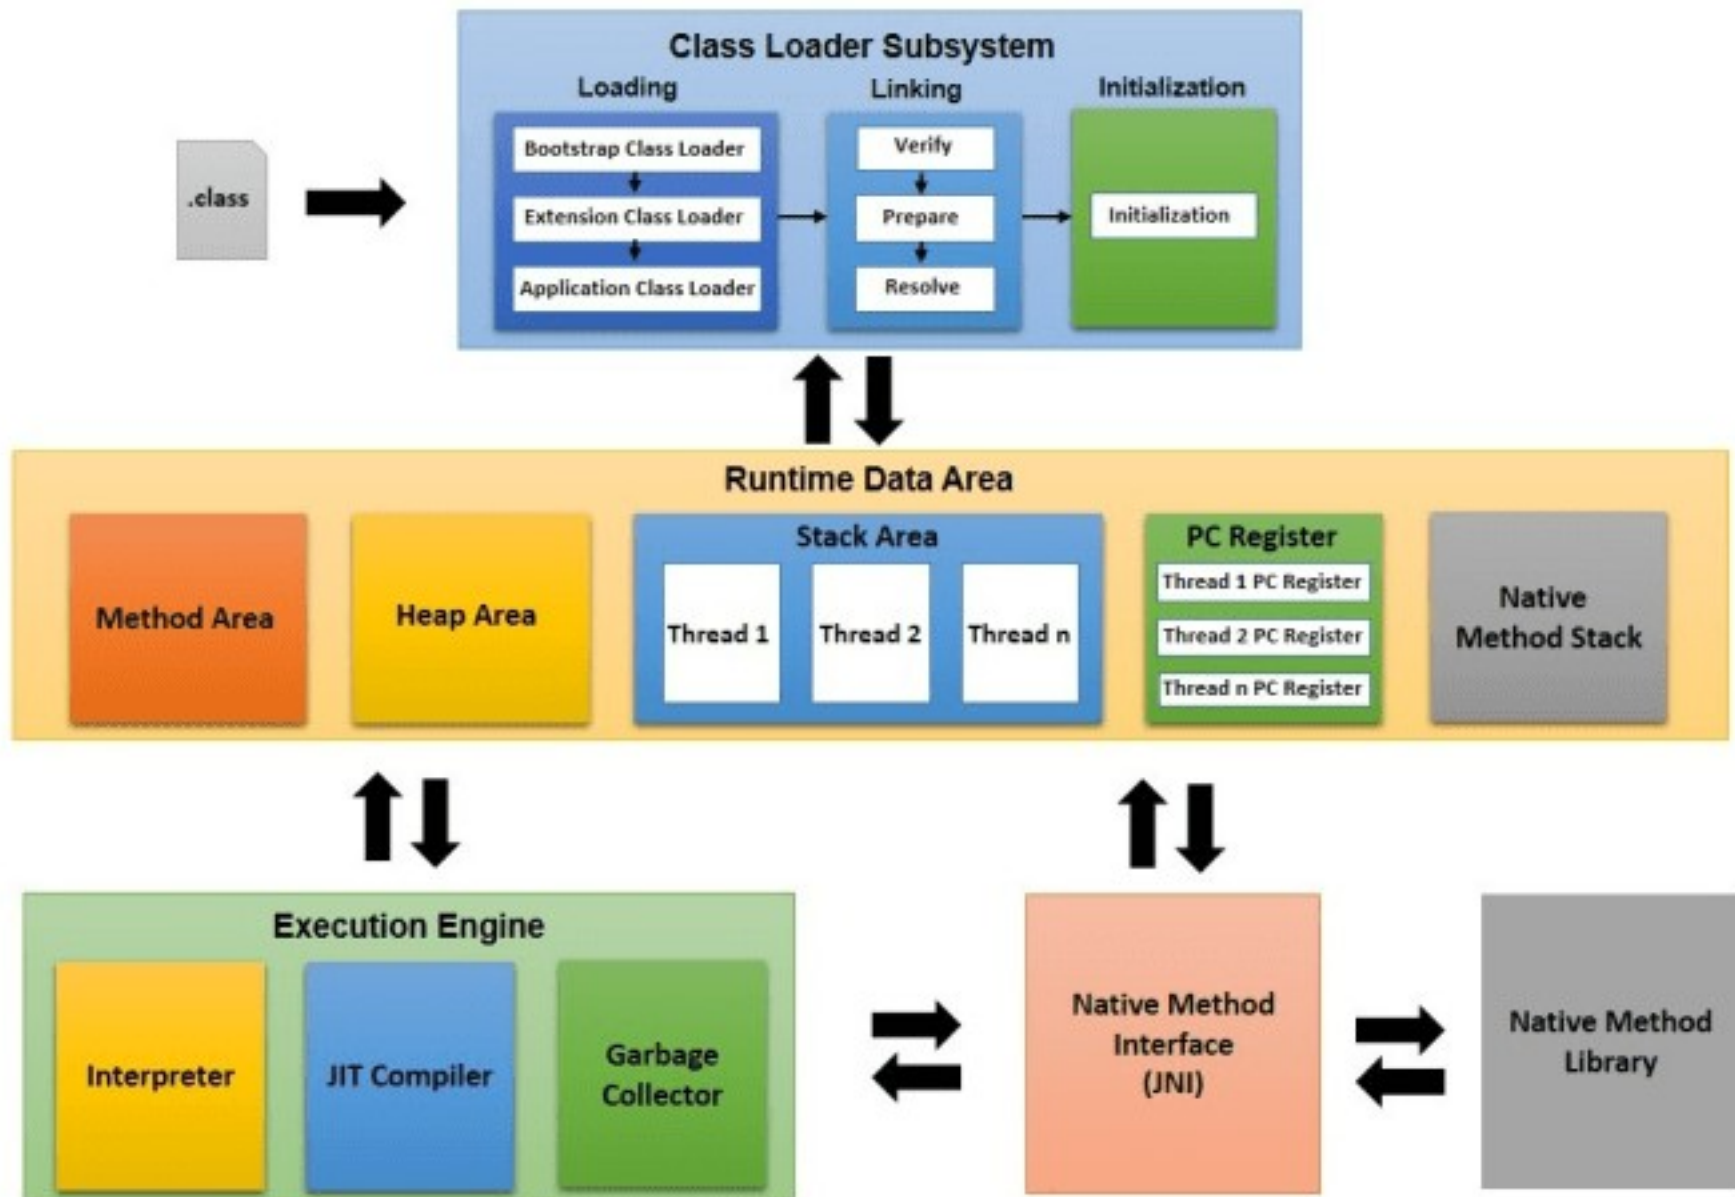 Class Loader Subsystem
Loading
Linking
Initialization
Bootstrap Class Loader
Extension Class Loader
Application Class Loader
Verify
Prepare
Resolve
Initialization
.class
Runtime Data Area
Method Area
Heap Area
Stack Area
Thread 1
Thread 2
Thread n
PC Register
Thread 1 PC Register
Thread 2 PC Register
Thread n PC Register
Native
Method Stack
Execution Engine
Interpreter
JIT Compiler
Garbage
Collector
Native Method
Interface
(JNI)
Native Method
Library